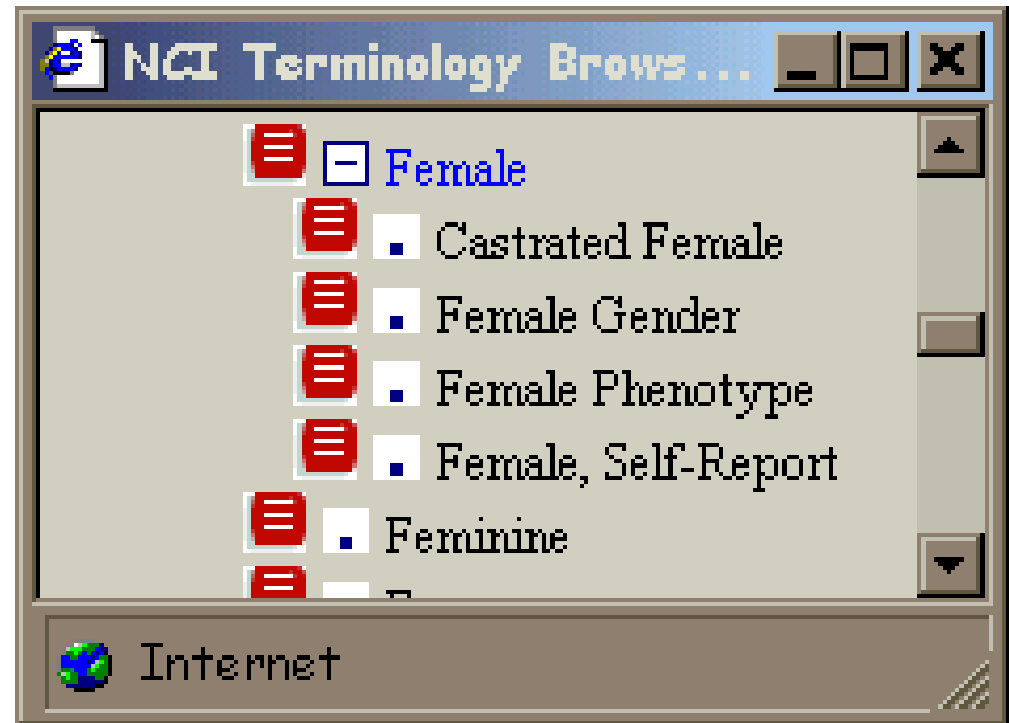 NCI Terminology Brows...
Female
Castrated Female
Female Gender
Female Phenotype
Female, Self-Report
Feminine
Internet